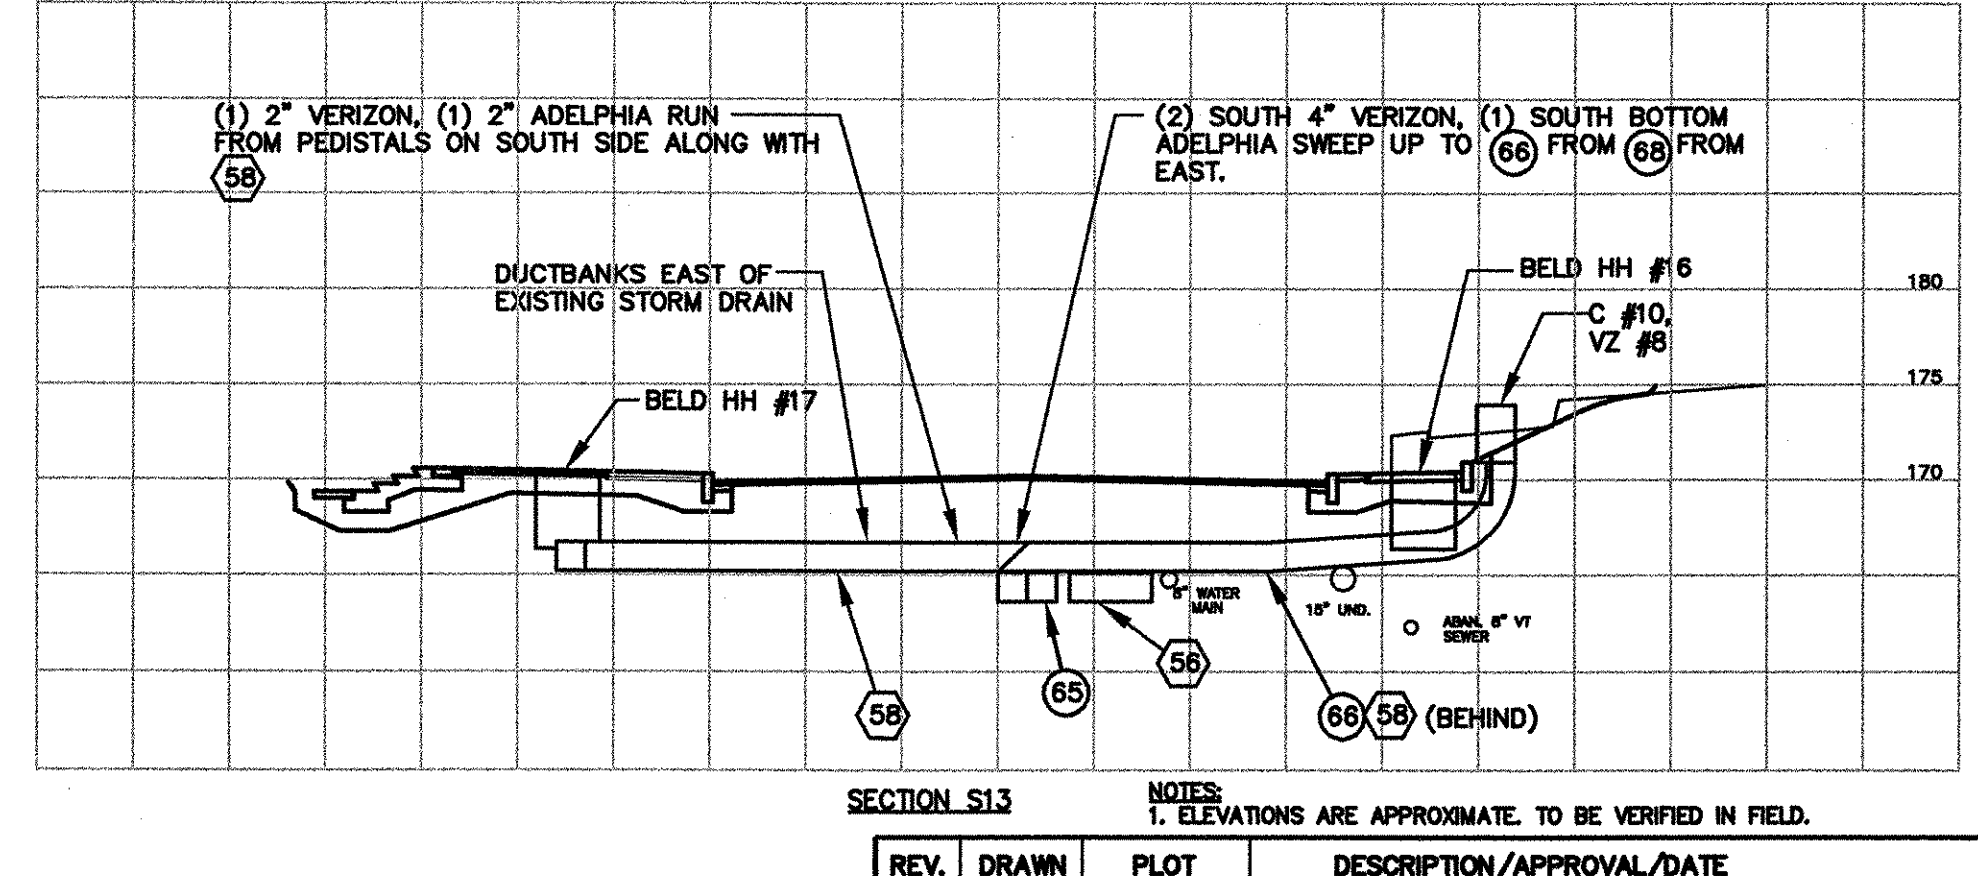 (1) 2" VERIZON, (1) 2" ADELPHIA RUN
FROM PEDISTALS ON SOUTH SIDE ALONG WITH
58
(2) SOUTH 4" VERIZON, (1) SOUTH BOTTOM
ADELPHIA SWEEP UP TO 66 FROM 68 FROM
EAST.
DUCTBANKS EAST OF
EXISTING STORM DRAIN
BELD HH #16
180
C #10,
VZ #8
175
BELD HH #17
170
8" WATER
MAIN
15" UND.
ABAN. 8" VT
SEWER
56
65
58
66 58 (BEHIND)
SECTION S13
NOTES:
1. ELEVATIONS ARE APPROXIMATE. TO BE VERIFIED IN FIELD.
REV. DRAWN PLOT DESCRIPTION/APPROVAL/DATE